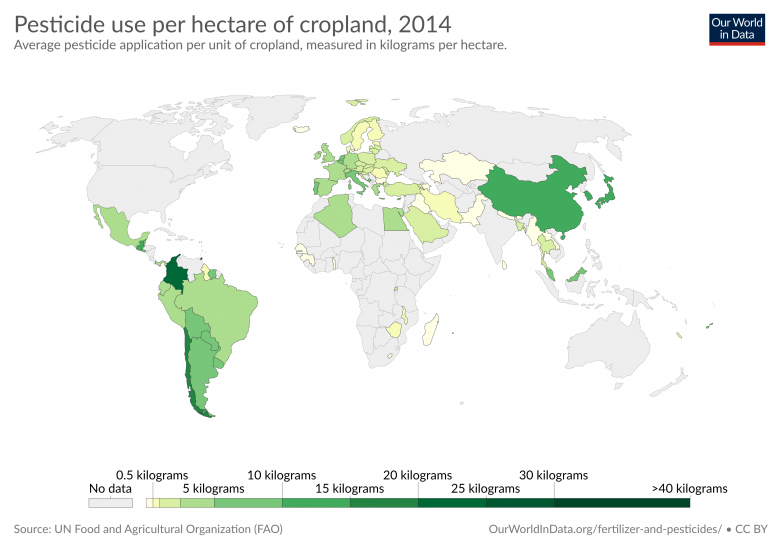 Pesticide use per hectare of cropland, 2014
Average pesticide application per unit of cropland, measured in kilograms per hectare.
Our World
in Data
No data
0.5 kilograms
5 kilograms
10 kilograms
15 kilograms
20 kilograms
25 kilograms
30 kilograms
>40 kilograms
Source: UN Food and Agricultural Organization (FAO)
OurWorldInData.org/fertilizer-and-pesticides/ • CC BY